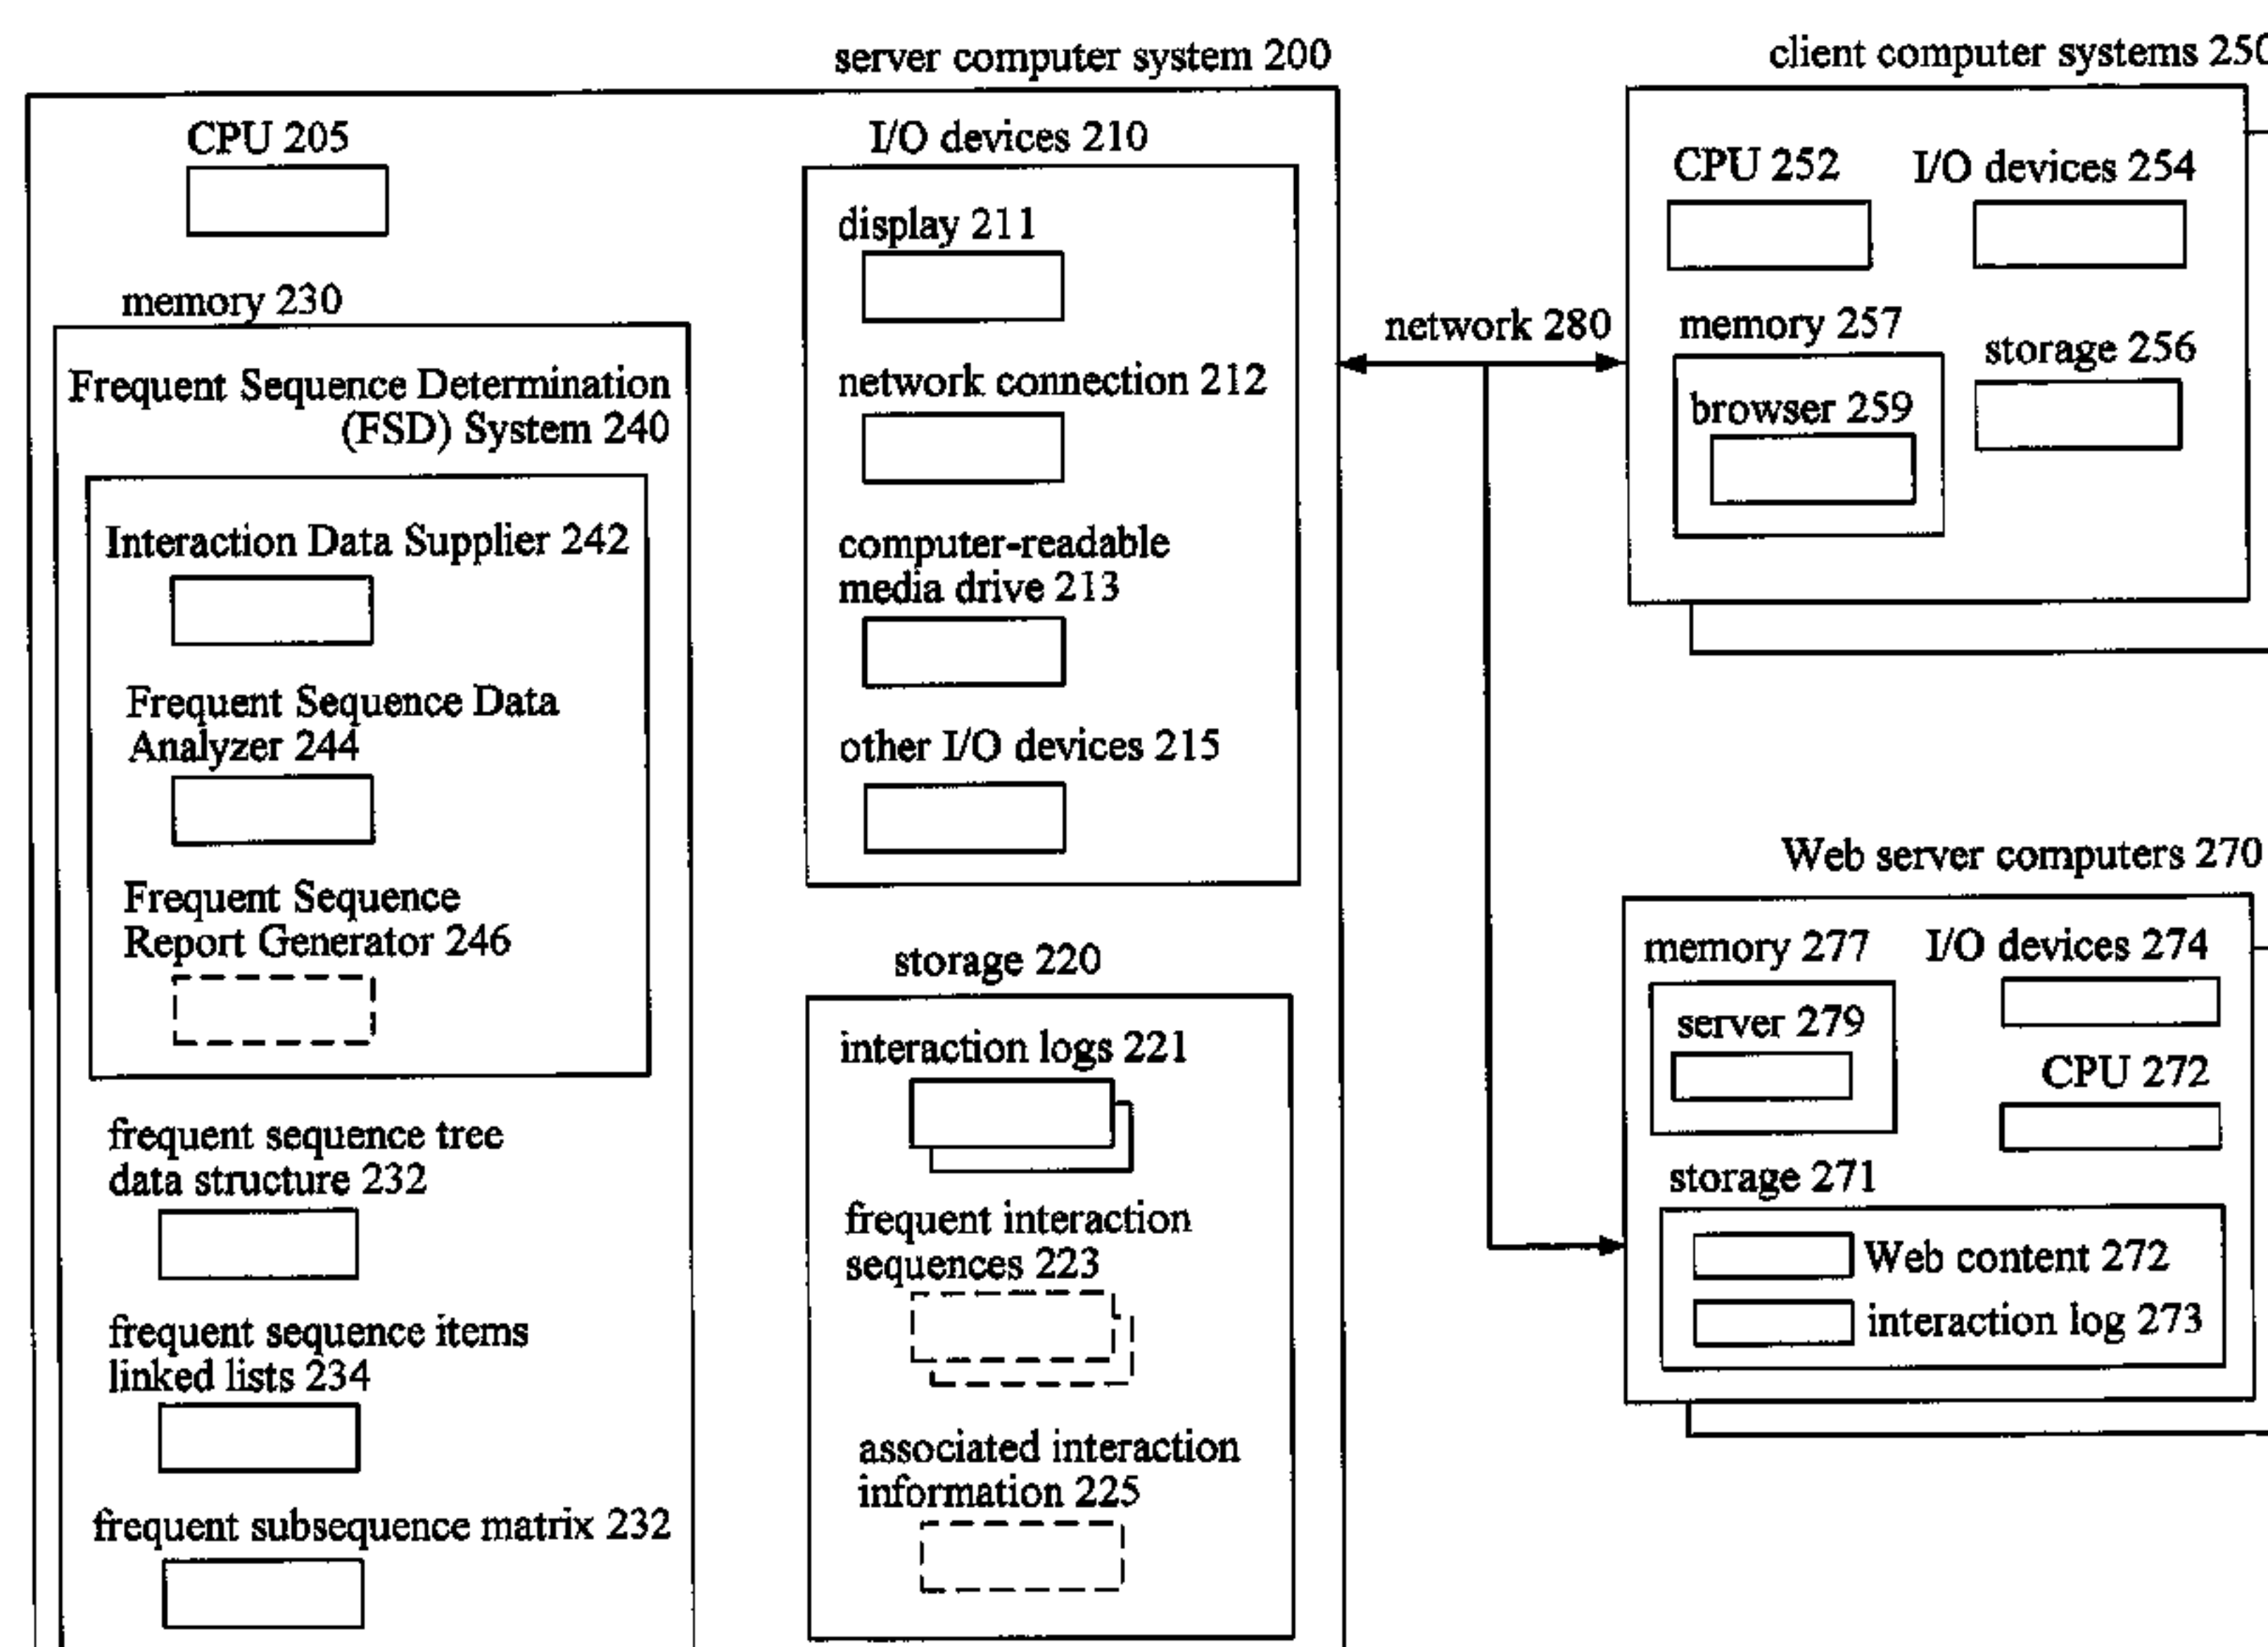 server computer system 200
CPU 205
memory 230
Frequent Sequence Determination
(FSD) System 240
Interaction Data Supplier 242
Frequent Sequence Data
Analyzer 244
Frequent Sequence
Report Generator 246
frequent sequence tree
data structure 232
frequent sequence items
linked lists 234
frequent subsequence matrix 232
I/O devices 210
display 211
network connection 212
computer-readable
media drive 213
other I/O devices 215
storage 220
interaction logs 221
frequent interaction
sequences 223
associated interaction
information 225
network 280
client computer systems 250
CPU 252
I/O devices 254
memory 257
browser 259
storage 256
Web server computers 270
memory 277
I/O devices 274
server 279
CPU 272
storage 271
Web content 272
interaction log 273